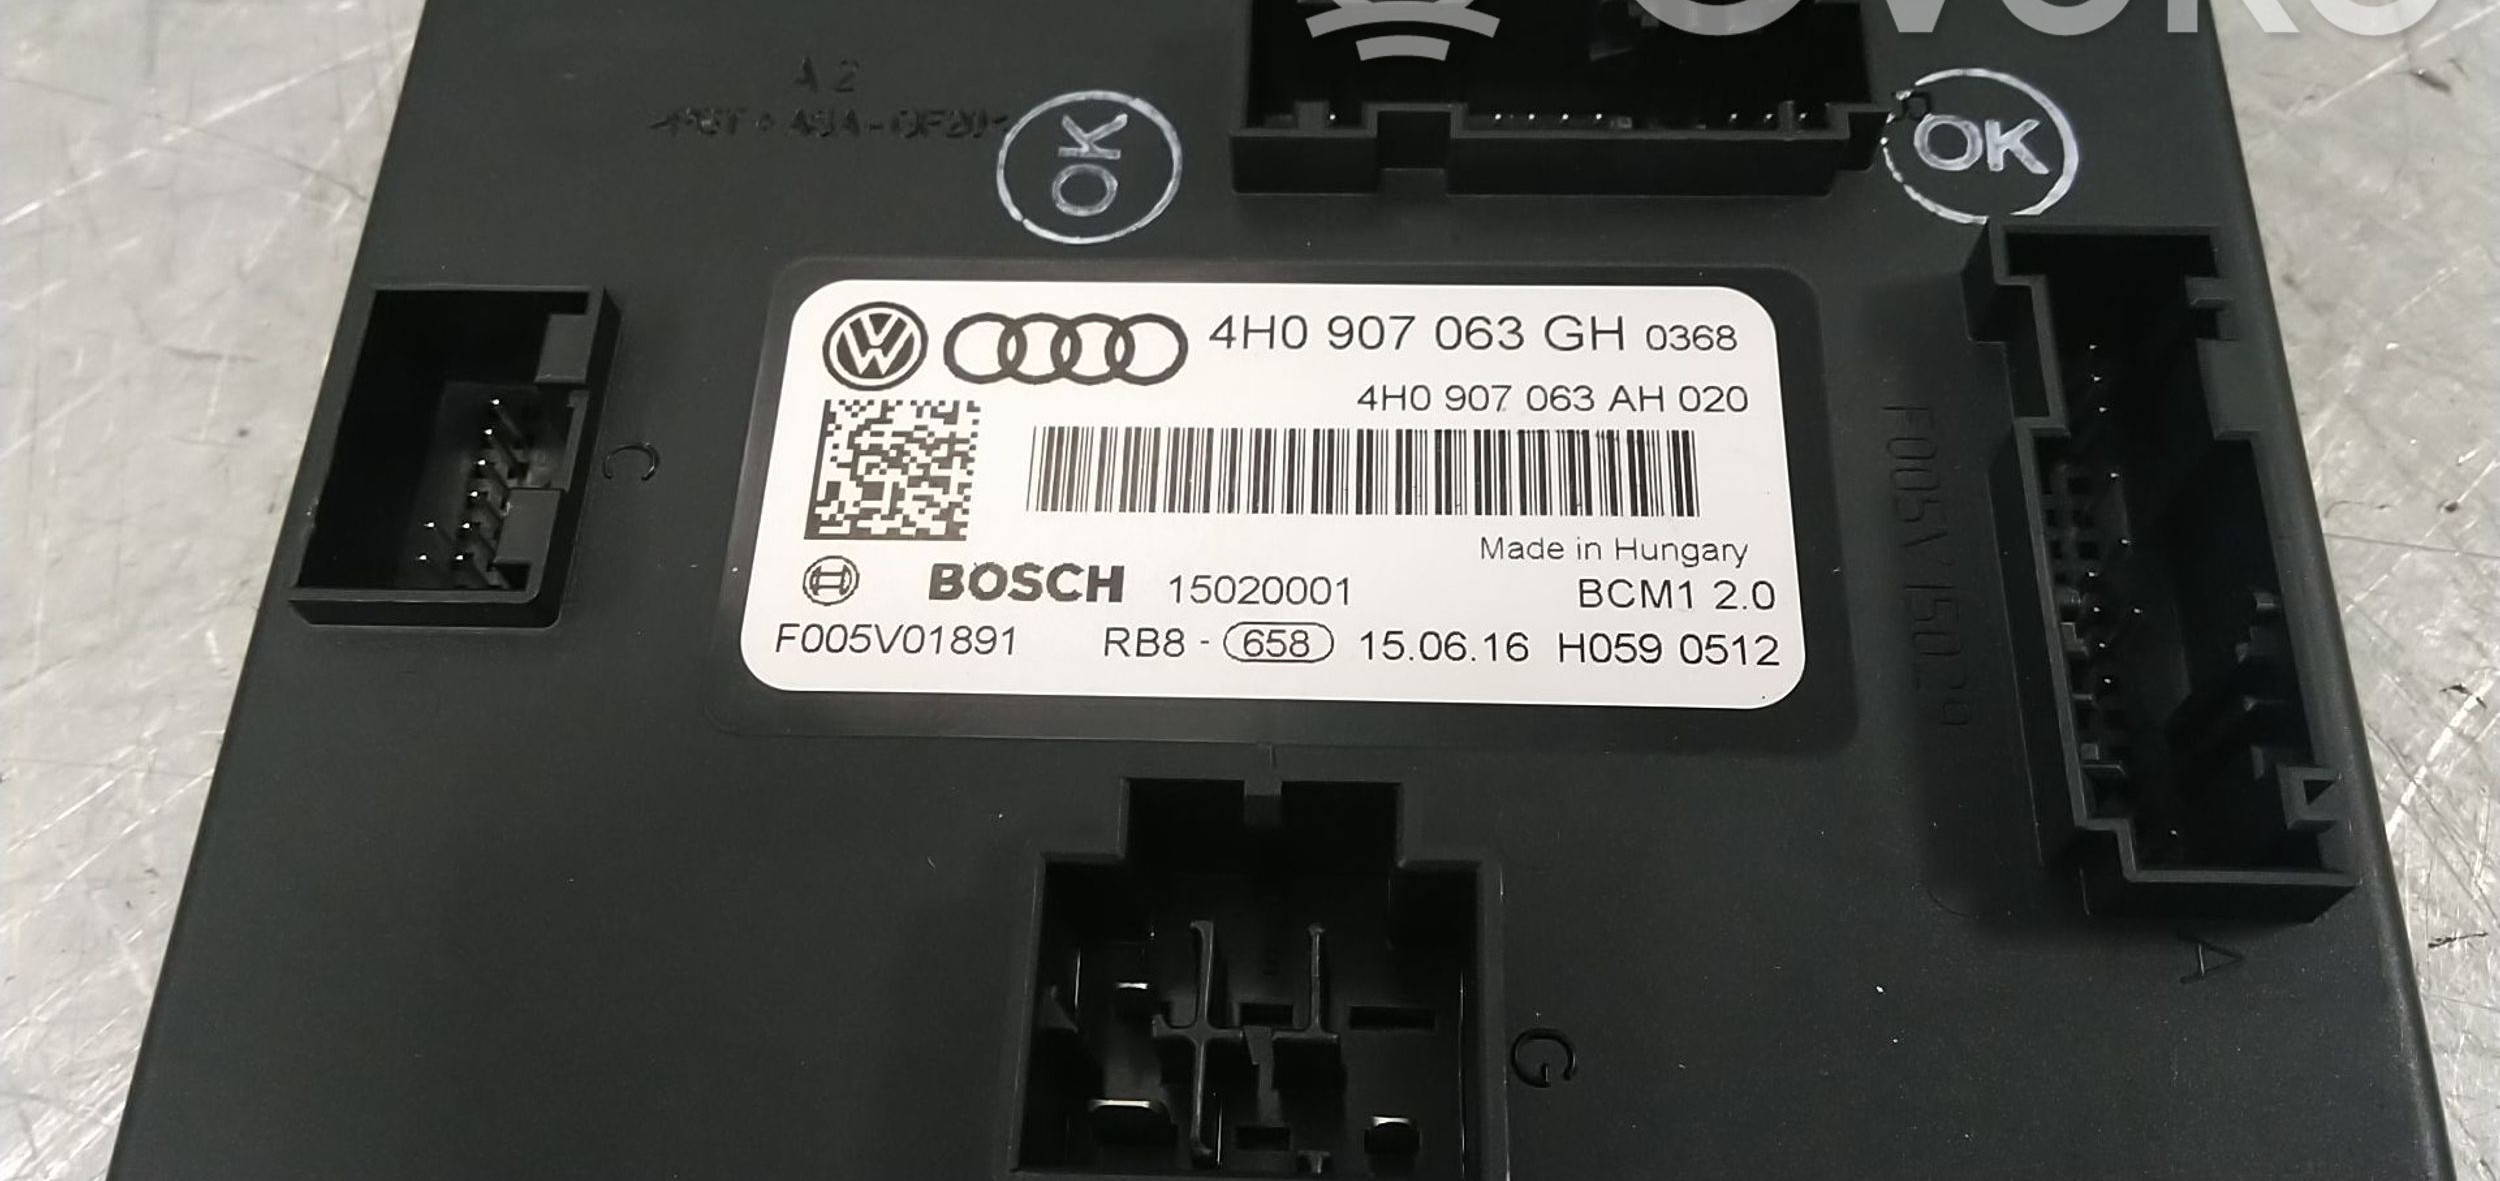 A2
OK
OK
4H0 907 063 GH 0368
4H0 907 063 AH 020
C
Made in Hungary
BOSCH 15020001 BCM1 2.0
F005V01891 RB8 - 658 15.06.16 H059 0512
A
G